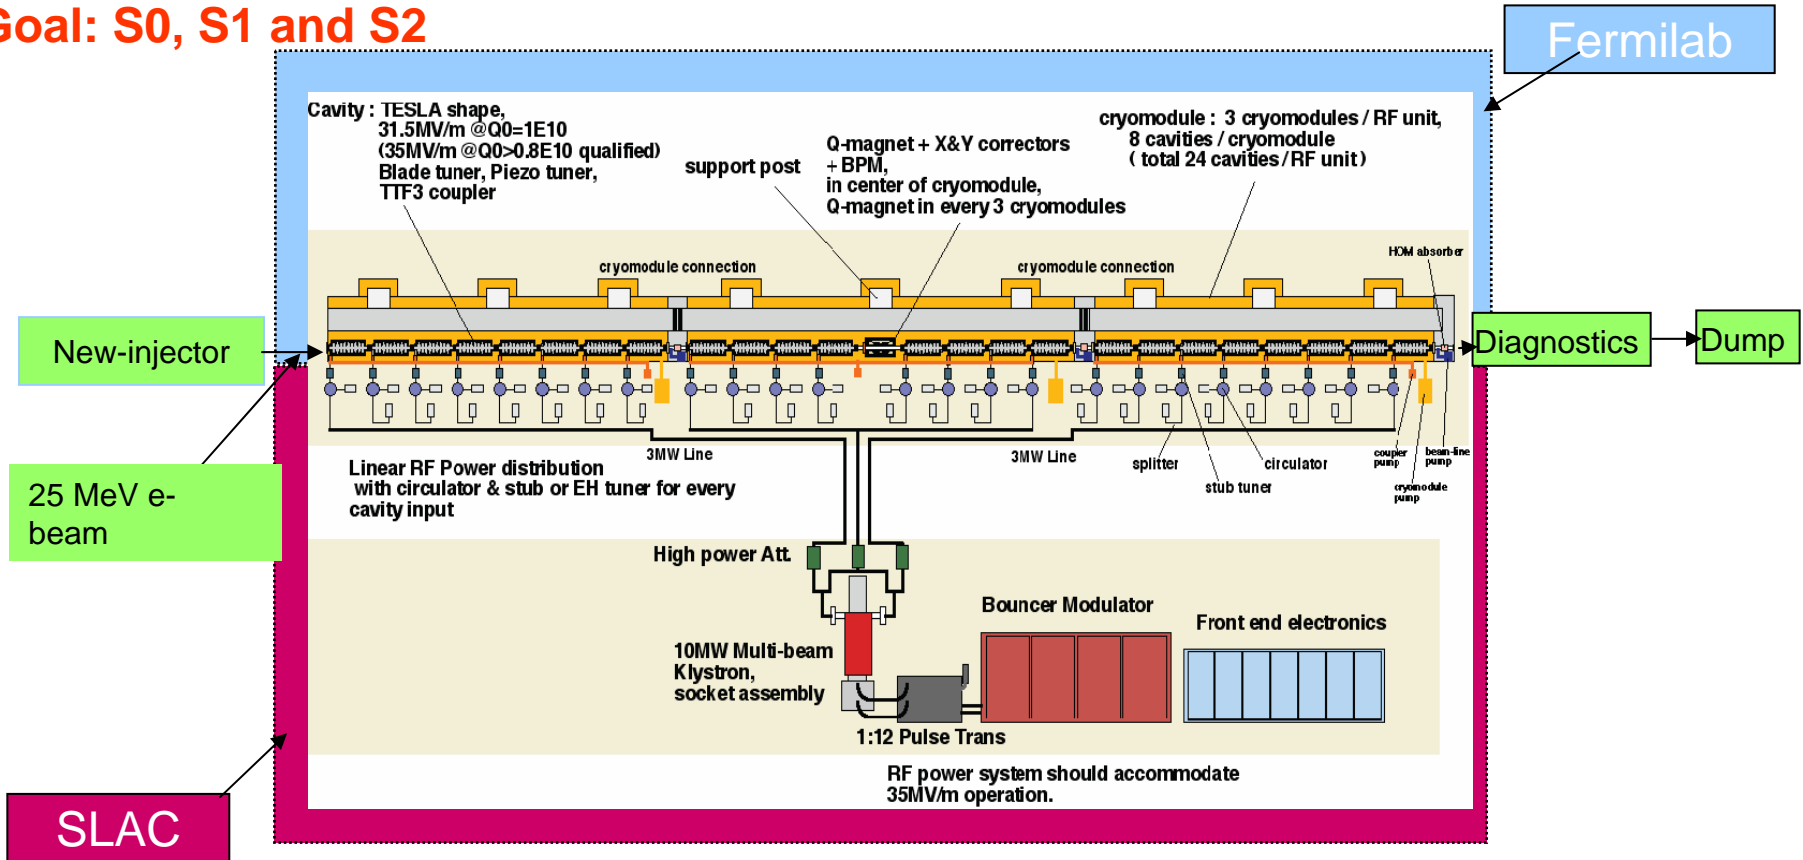 Goal: S0, S1 and S2
Fermilab
Cavity : TESLA shape,
31.5MV/m @Q0=1E10
(35MV/m @Q0>0.8E10 qualified)
Blade tuner, Piezo tuner,
TTF3 coupler
support post
Q-magnet + X&Y correctors
+ BPM,
in center of cryomodule,
Q-magnet in every 3 cryomodules
cryomodule : 3 cryomodules / RF unit,
8 cavities / cryomodule
( total 24 cavities / RF unit )
HOM absorber
cryomodule connection
cryomodule connection
New-injector
Diagnostics
Dump
25 MeV e-
beam
3MW Line
3MW Line
splitter
stub tuner
circulator
coupler
pump
beam-line
pump
cryomodule
pump
Linear RF Power distribution
with circulator & stub or EH tuner for every
cavity input
High power Att.
Bouncer Modulator
Front end electronics
10MW Multi-beam
Klystron,
socket assembly
1:12 Pulse Trans
RF power system should accommodate
35MV/m operation.
SLAC